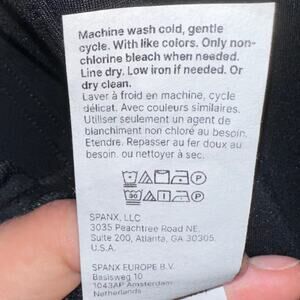 Machine wash cold, gentle
cycle. With like colors. Only non-
chlorine bleach when needed.
Line dry. Low iron if needed. Or
dry clean.
Laver à froid en machine, cycle
délicat. Avec couleurs similaires.
Utiliser seulement un agent de
blanchiment non chloré au besoin.
Etendre. Repasser au fer doux au
besoin. ou nettoyer à sec.
SPANX, LLC
3035 Peachtree Road NE.
Suite 200, Atlanta, GA 30305.
U.S.A.
SPANX EUROPE B.V.
Basisweg 10
1043AP Amsterdam
Netherlands